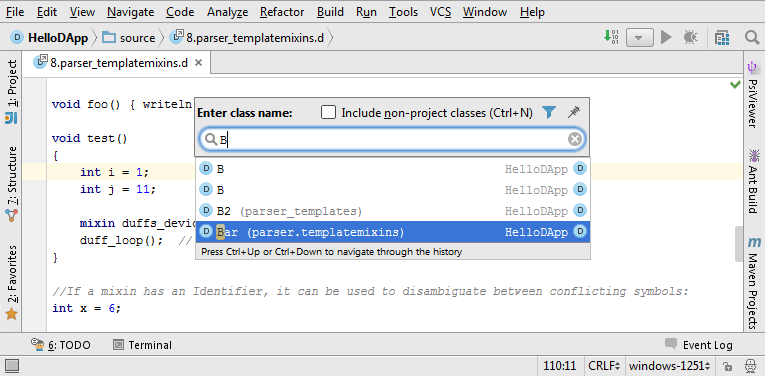 File Edit View Navigate Code Analyze Refactor Build Run Tools VCS Window Help
HelloDApp source 8.parser_templatemixins.d
8.parser_templatemixins.d
1: Project
7: Structure
2: Favorites
void foo() { writeln
void test()
{
int i = 1;
int j = 11;
mixin duffs_devic
duff_loop(); //
}
//If a mixin has an Identifier, it can be used to disambiguate between conflicting symbols:
int x = 6;
Enter class name: Include non-project classes (Ctrl+N)
B
D B HelloDApp D
D B HelloDApp D
D B2 (parser_templates) HelloDApp D
D Bar (parser.templatemixins) HelloDApp D
Press Ctrl+Up or Ctrl+Down to navigate through the history
PsiViewer
Ant Build
Maven Projects
6: TODO Terminal Event Log
110:11 CRLF windows-1251